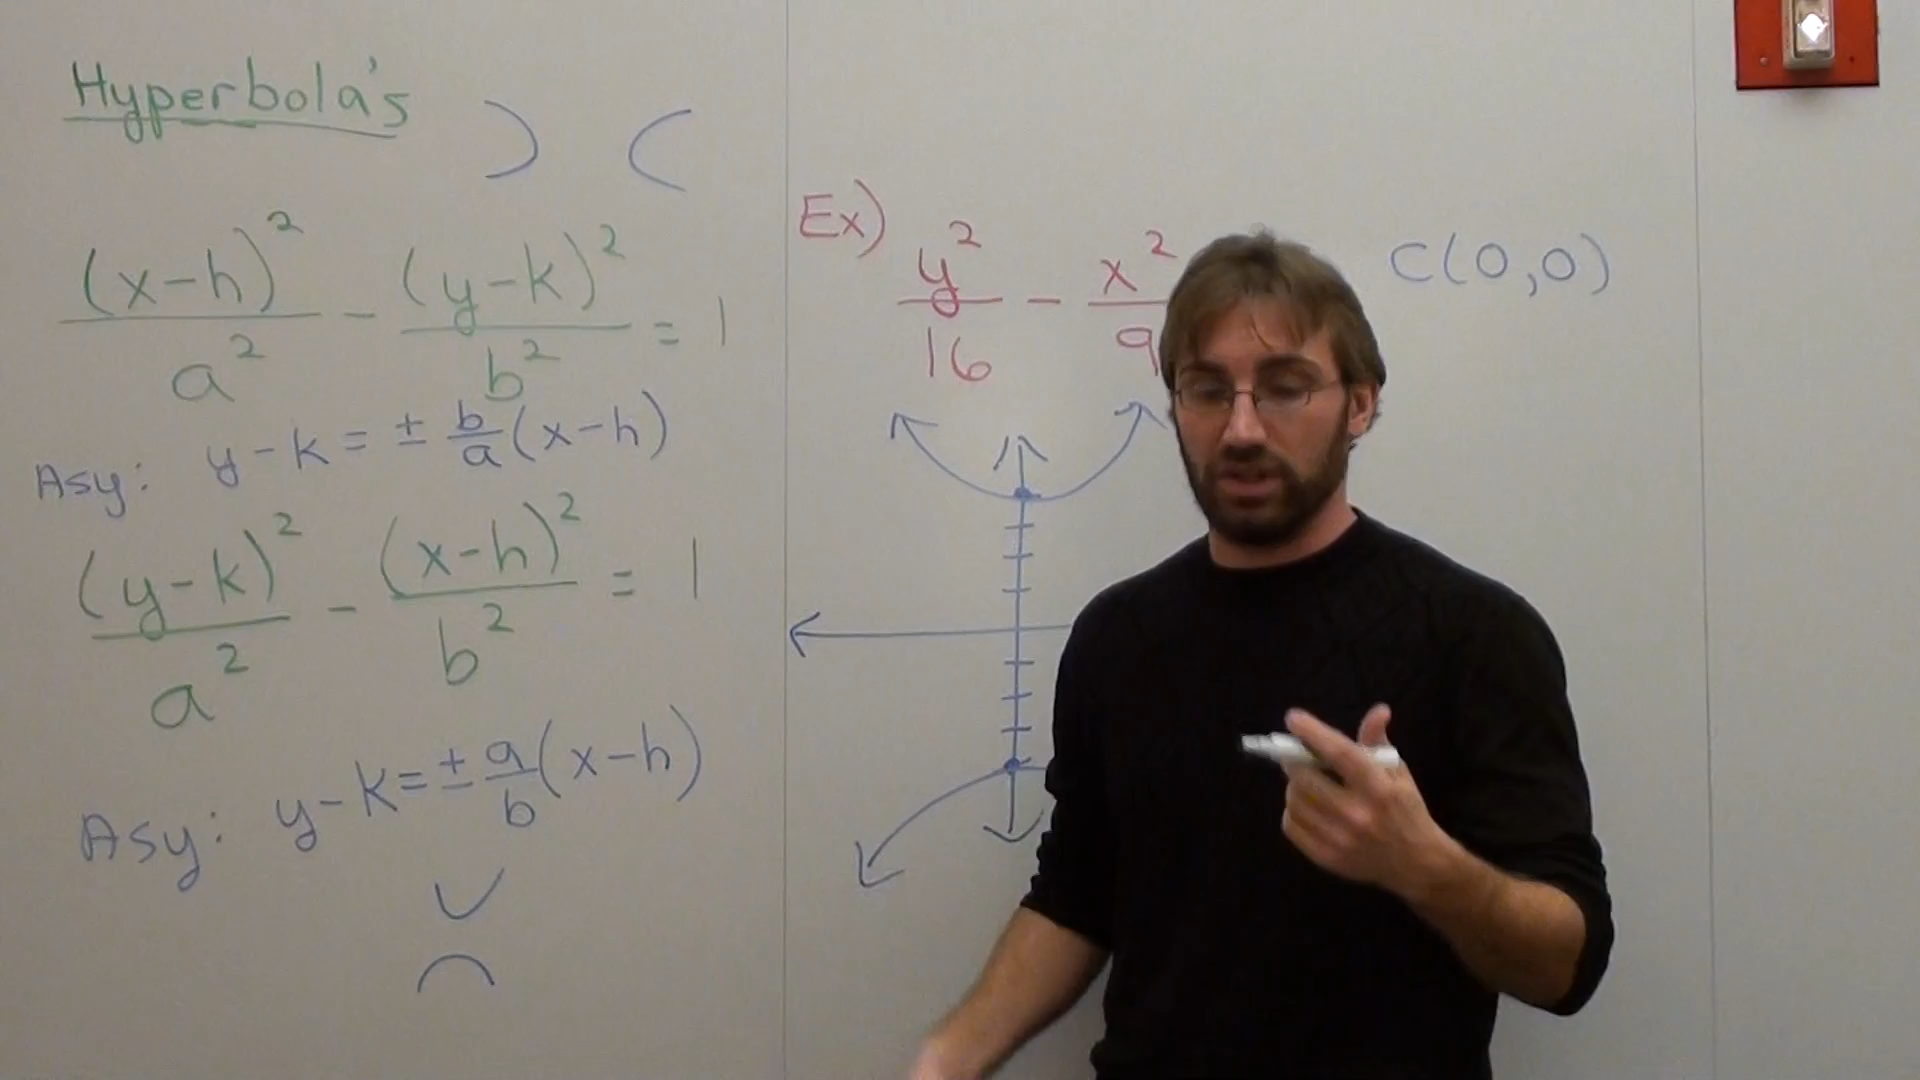 Hyperbola's
(x-h)²/a² - (y-k)²/b² = 1
Asy: y-k = ± b/a (x-h)
(y-k)²/a² - (x-h)²/b² = 1
Asy: y-k = ± a/b (x-h)
Ex) y²/16 - x²/9
C(0,0)